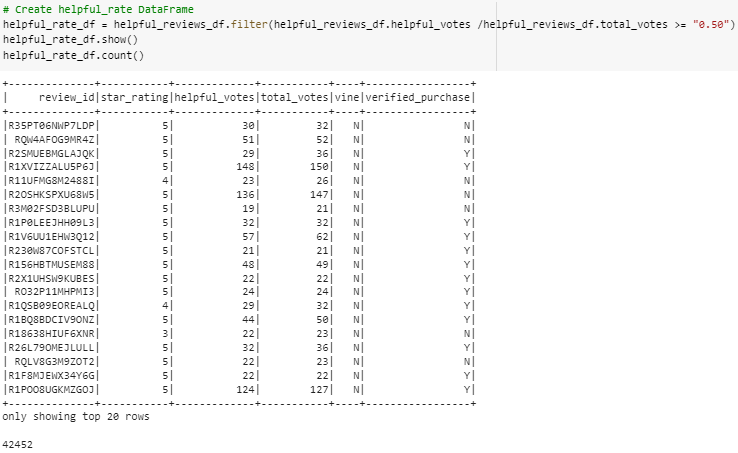 # Create helpful_rate DataFrame
helpful_rate_df = helpful_reviews_df.filter(helpful_reviews_df.helpful_votes /helpful_reviews_df.total_votes >= "0.50")
helpful_rate_df.show()
helpful_rate_df.count()
+--------------+-----------+-------------+-----------+----+-----------------+
|     review_id|star_rating|helpful_votes|total_votes|vine|verified_purchase|
+--------------+-----------+-------------+-----------+----+-----------------+
|R35PT06NWP7LDP|          5|           30|         32|   N|                N|
| RQW4AFOG9MR4Z|          5|           51|         52|   N|                N|
|R2SMUEBMGLAJQK|          5|           29|         36|   N|                Y|
|R1XVIZZALU5P6J|          5|          148|        150|   N|                Y|
|R11UFMG8M2488I|          4|           23|         26|   N|                N|
|R2OSHKSPXU68W5|          5|          136|        147|   N|                N|
|R3M02FSD3BLUPU|          5|           19|         21|   N|                N|
|R1P0LEEJHH09L3|          5|           32|         32|   N|                Y|
|R1V6UU1EHW3Q12|          5|           57|         62|   N|                Y|
|R230W87COFSTCL|          5|           21|         21|   N|                Y|
|R156HBTMUSEM88|          5|           48|         49|   N|                Y|
|R2X1UHSW9KUBES|          5|           22|         22|   N|                Y|
| RO32P11MHPMI3|          5|           24|         24|   N|                Y|
|R1QSB09EOREALQ|          4|           29|         32|   N|                Y|
|R1BQ8BDCIV9ONZ|          5|           44|         50|   N|                Y|
|R18638HIUF6XNR|          3|           22|         23|   N|                N|
|R26L79OMEJLULL|          5|           32|         36|   N|                Y|
| RQLV8G3M9ZOT2|          5|           22|         23|   N|                N|
|R1F8MJEWX34Y6G|          5|           22|         22|   N|                Y|
|R1POO8UGKMZGOJ|          5|          124|        127|   N|                Y|
+--------------+-----------+-------------+-----------+----+-----------------+
only showing top 20 rows
42452